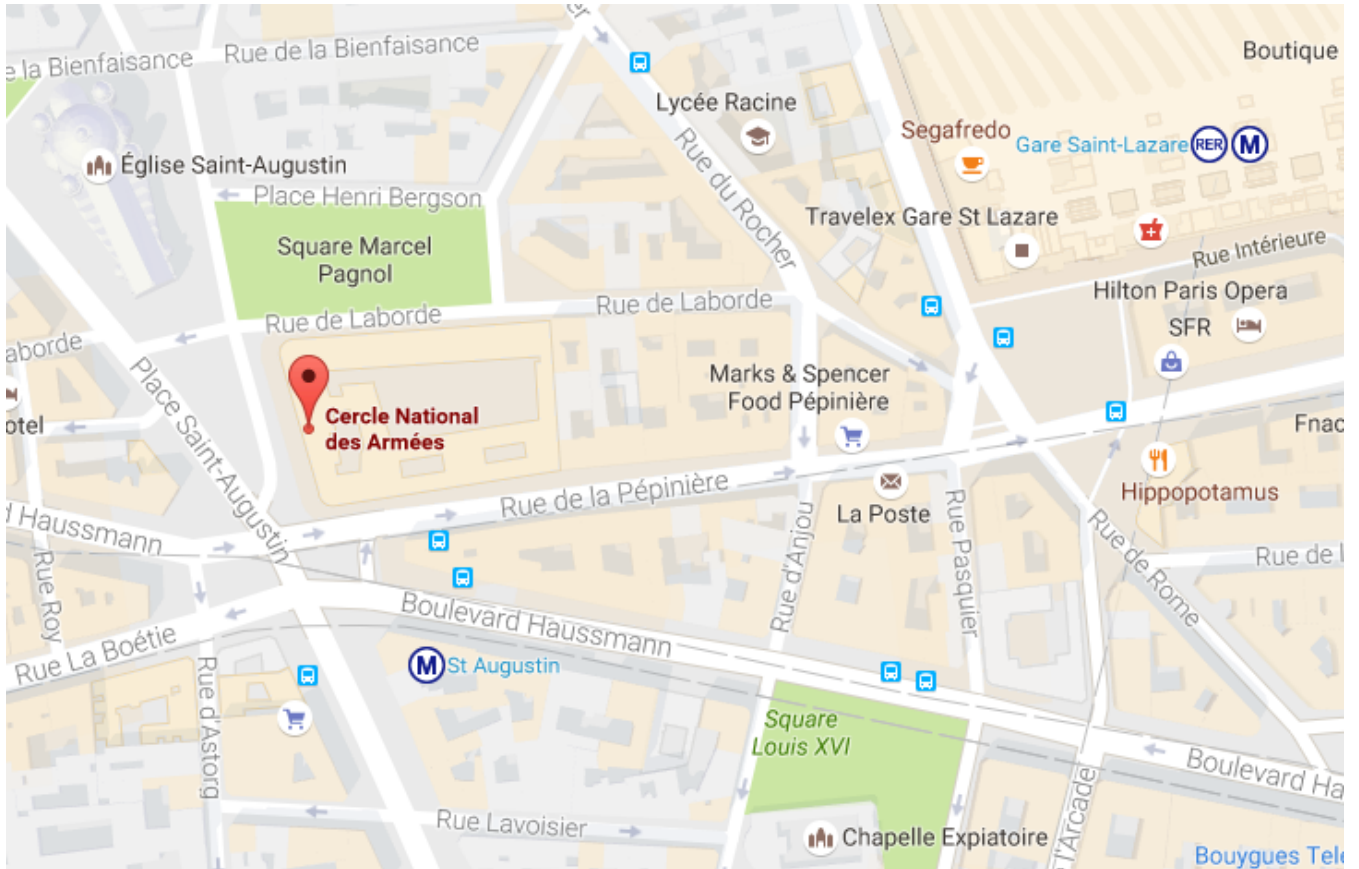 er
Rue de la Bienfaisance
e la Bienfaisance
Boutique
Lycée Racine
Segafredo
Gare Saint-Lazare RER M
Église Saint-Augustin
Place Henri Bergson
Rue du Rocher
Travelex Gare St Lazare
Square Marcel
Pagnol
Rue Intérieure
Hilton Paris Opera
Rue de Laborde
Rue de Laborde
SFR
aborde
Place Saint-Augustin
Marks & Spencer
Food Pépinière
Cercle National
des Armées
otel
Fnac
Rue de la Pépinière
Hippopotamus
d Haussmann
La Poste
Rue d'Anjou
Rue Pasquier
Rue de Rome
Rue de l
Rue Roy
Boulevard Haussmann
Rue La Boétie
M St Augustin
Rue d'Astorg
Square
Louis XVI
Boulevard Ha
l'Arcade
Rue Lavoisier
Chapelle Expiatoire
Bouygues Tele